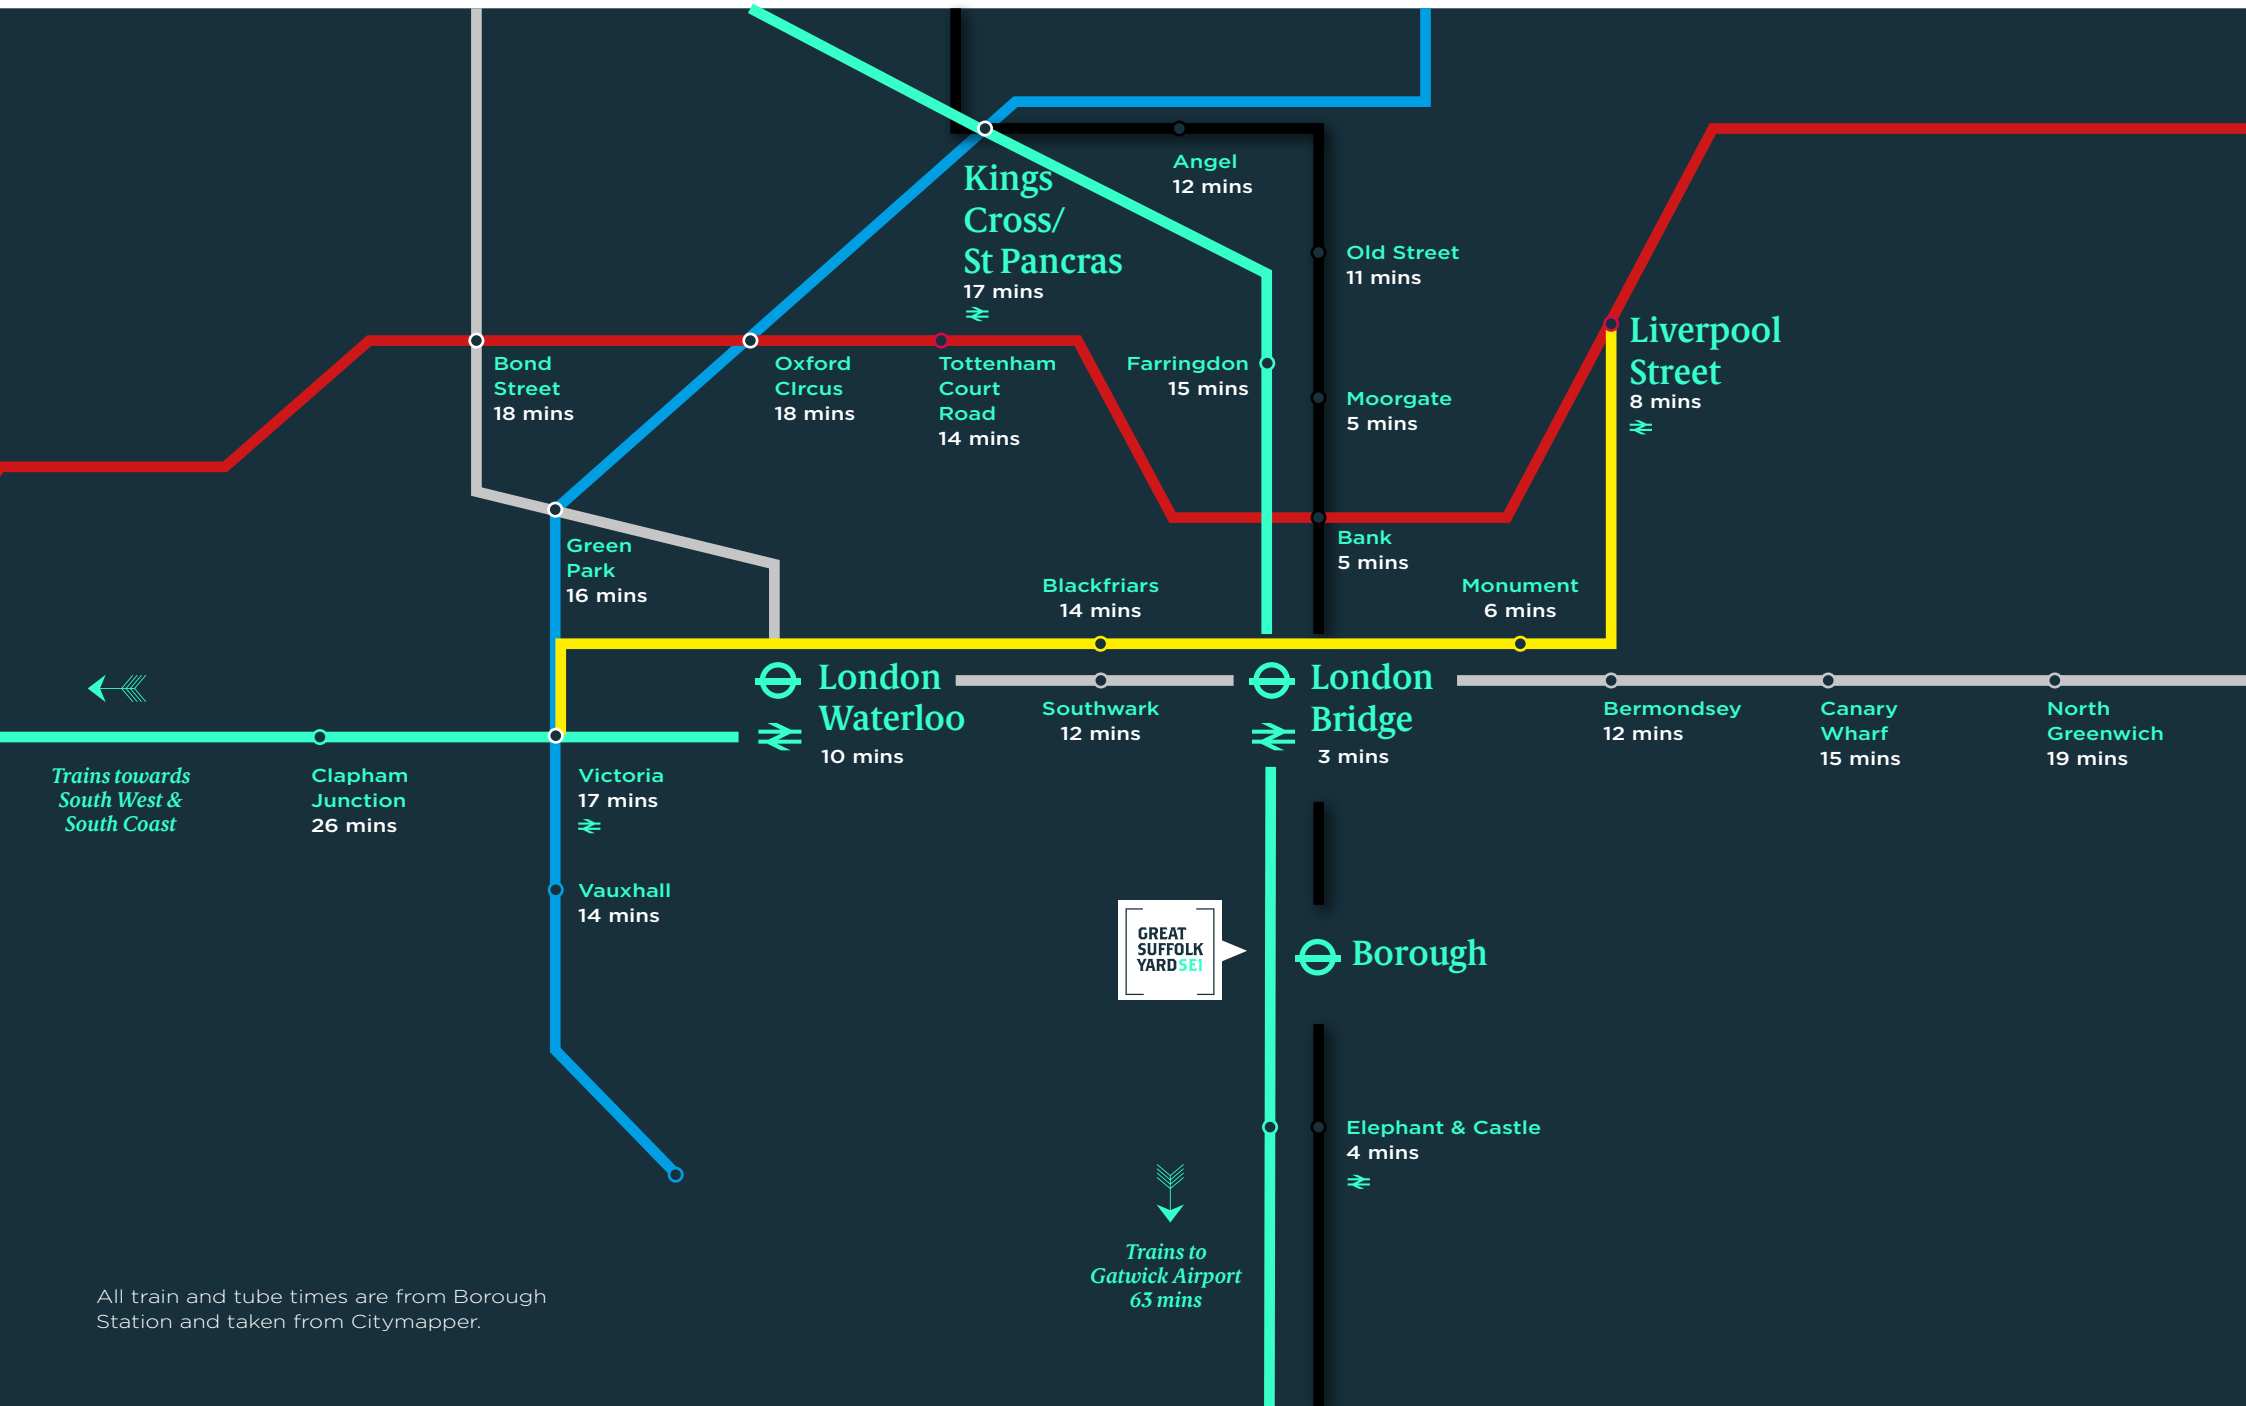 Angel
12 mins
Kings
Cross/
St Pancras
17 mins
Old Street
11 mins
Liverpool
Street
8 mins
Bond
Street
18 mins
Oxford
CIrcus
18 mins
Tottenham
Court
Road
14 mins
Farringdon
15 mins
Moorgate
5 mins
Bank
5 mins
Green
Park
16 mins
Blackfriars
14 mins
Monument
6 mins
London
Waterloo
10 mins
Southwark
12 mins
London
Bridge
3 mins
Bermondsey
12 mins
Canary
Wharf
15 mins
North
Greenwich
19 mins
Trains towards
South West &
South Coast
Clapham
Junction
26 mins
Victoria
17 mins
Vauxhall
14 mins
GREAT
SUFFOLK
YARDSE1
Borough
Elephant & Castle
4 mins
Trains to
Gatwick Airport
63 mins
All train and tube times are from Borough
Station and taken from Citymapper.